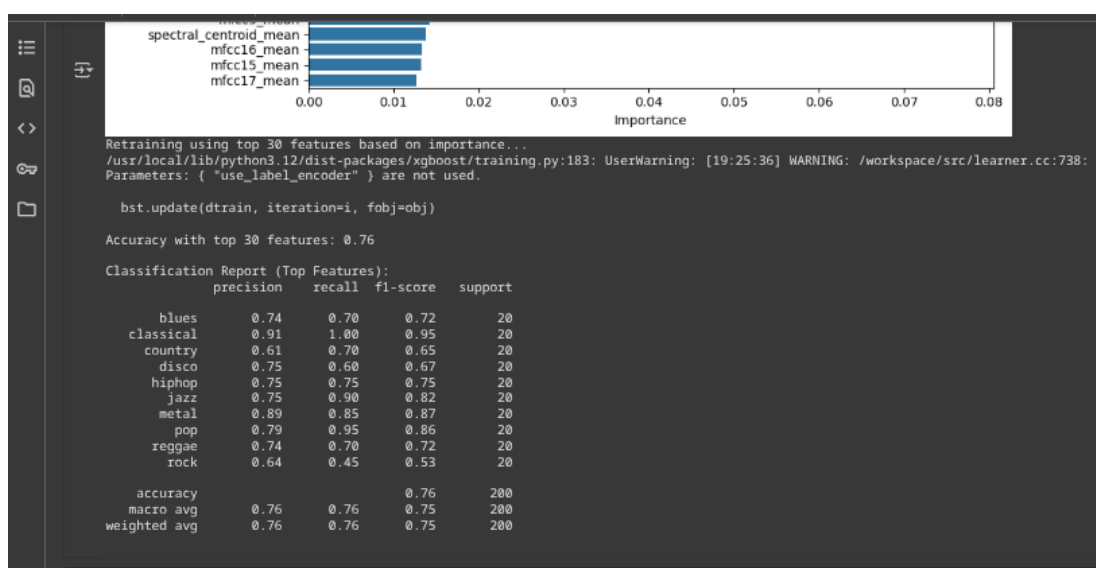 spectral_centroid_mean
mfcc16_mean
mfcc15_mean
mfcc17_mean
0.00 0.01 0.02 0.03 0.04 0.05 0.06 0.07 0.08
Importance
Retraining using top 30 features based on importance...
/usr/local/lib/python3.12/dist-packages/xgboost/training.py:183: UserWarning: [19:25:36] WARNING: /workspace/src/learner.cc:738:
Parameters: { "use_label_encoder" } are not used.
bst.update(dtrain, iteration=i, fobj=obj)
Accuracy with top 30 features: 0.76
Classification Report (Top Features):
precision recall f1-score support
blues 0.74 0.70 0.72 20
classical 0.91 1.00 0.95 20
country 0.61 0.70 0.65 20
disco 0.75 0.60 0.67 20
hiphop 0.75 0.75 0.75 20
jazz 0.75 0.90 0.82 20
metal 0.89 0.85 0.87 20
pop 0.79 0.95 0.86 20
reggae 0.74 0.70 0.72 20
rock 0.64 0.45 0.53 20
accuracy 0.76 200
macro avg 0.76 0.76 0.75 200
weighted avg 0.76 0.76 0.75 200